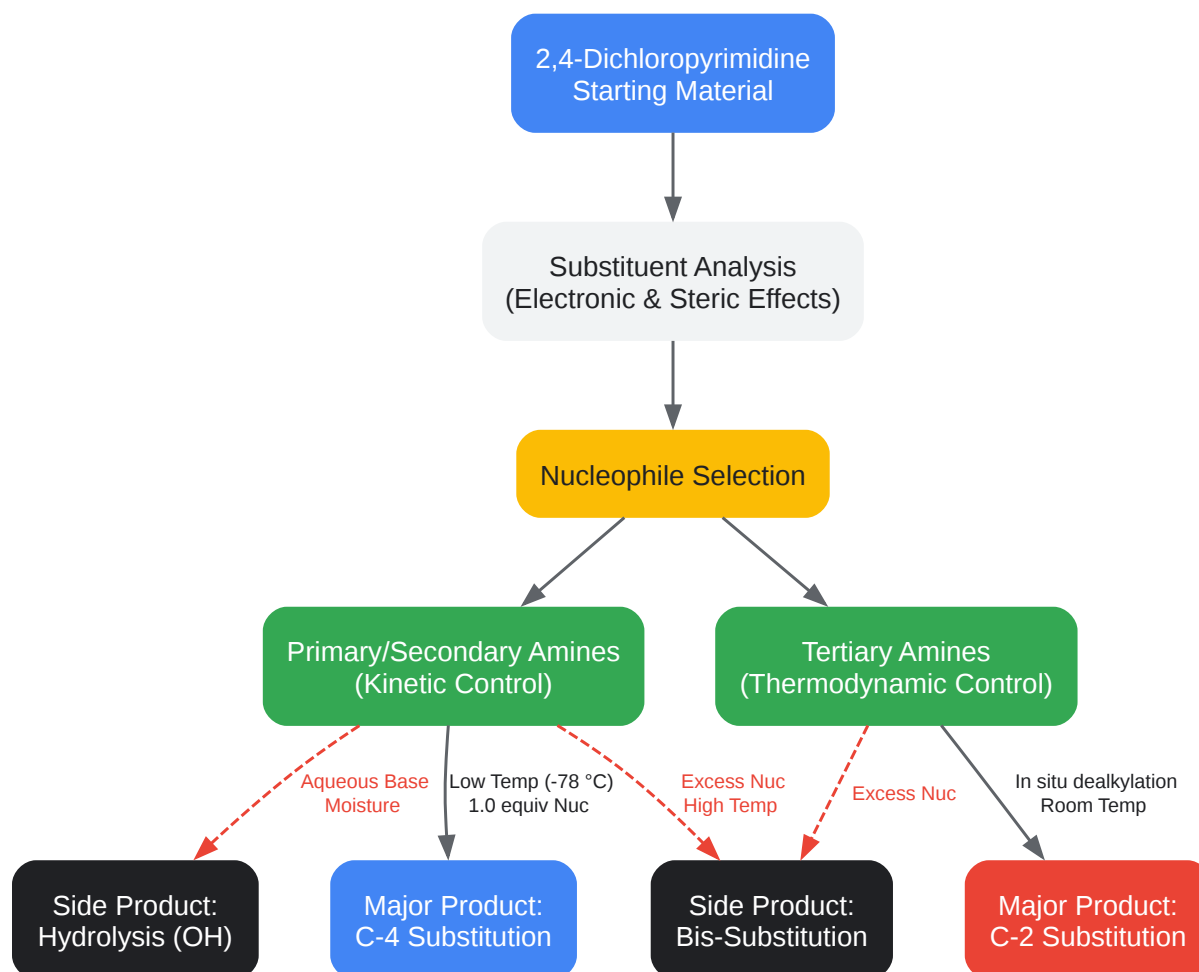 2,4-Dichloropyrimidine
Starting Material
Substituent Analysis
(Electronic & Steric Effects)
Nucleophile Selection
Primary/Secondary Amines
(Kinetic Control)
Tertiary Amines
(Thermodynamic Control)
Aqueous Base
Moisture
Low Temp (-78 °C)
1.0 equiv Nuc
Excess Nuc
High Temp
Excess Nuc
In situ dealkylation
Room Temp
Side Product:
Hydrolysis (OH)
Major Product:
C-4 Substitution
Side Product:
Bis-Substitution
Major Product:
C-2 Substitution